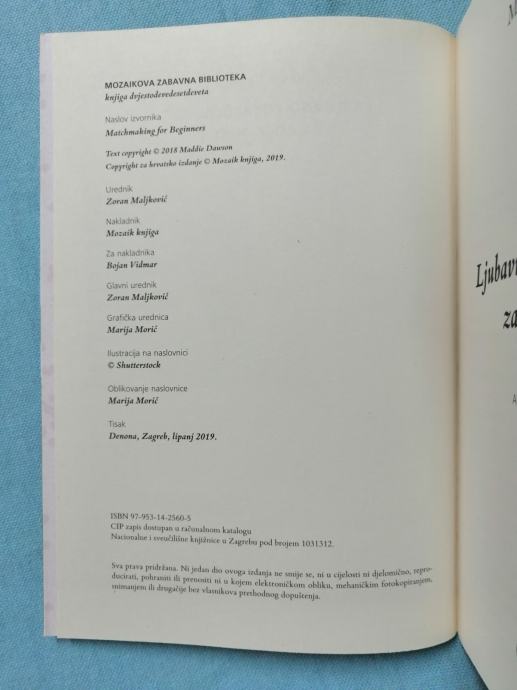 MOZAIKOVA ZABAVNA BIBLIOTEKA
knjiga dvjestodevedesetdeveta
Naslov izvornika
Matchmaking for Beginners
Text copyright © 2018 Maddie Dawson
Copyright za hrvatsko izdanje © Mozaik knjiga, 2019.
Urednik
Zoran Maljković
Nakladnik
Mozaik knjiga
Za nakladnika
Bojan Vidmar
Glavni urednik
Zoran Maljković
Grafička urednica
Marija Morić
Ilustracija na naslovnici
© Shutterstock
Oblikovanje naslovnice
Marija Morić
Tisak
Denona, Zagreb, lipanj 2019.
ISBN 97-953-14-2560-5
CIP zapis dostupan u računalnom katalogu
Nacionalne i sveučilišne knjižnice u Zagrebu pod brojem 1031312.
Sva prava pridržana. Ni jedan dio ovoga izdanja ne smije se, ni u cijelosti ni djelomično, repro-
ducirati, pohraniti ili prenositi ni u kojem elektroničkom obliku, mehaničkim fotokopiranjem,
snimanjem ili drugačije bez vlasnikova prethodnog dopuštenja.
Ljubavn
za